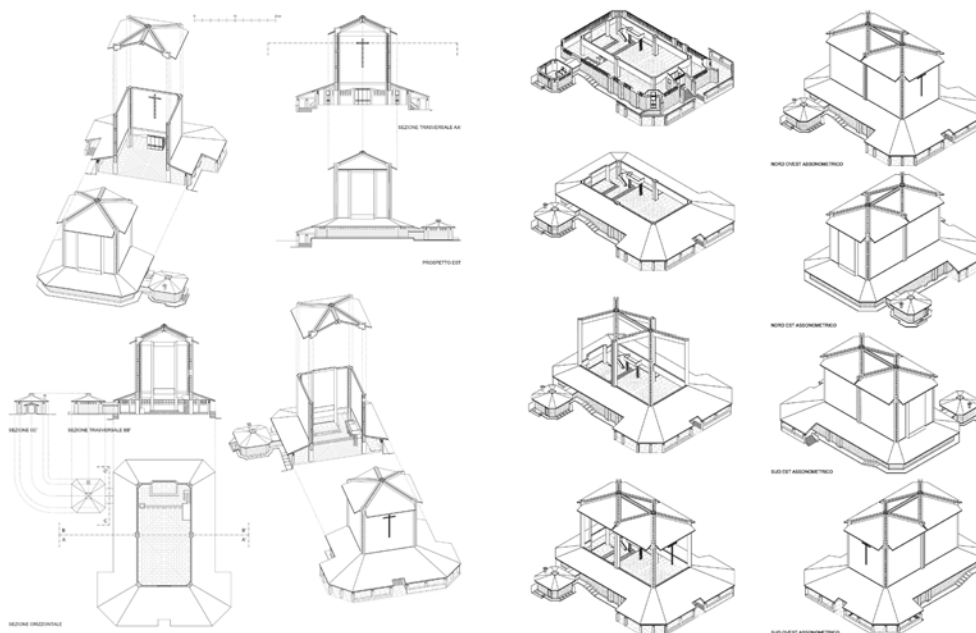 SEZIONE TRASVERSALE AA'
PROSPETTO EST
SEZIONE CC'
SEZIONE TRASVERSALE BB'
SEZIONE ORIZZONTALE
NORD OVEST ASSONOMETRICO
NORD EST ASSONOMETRICO
SUD EST ASSONOMETRICO
SUD OVEST ASSONOMETRICO